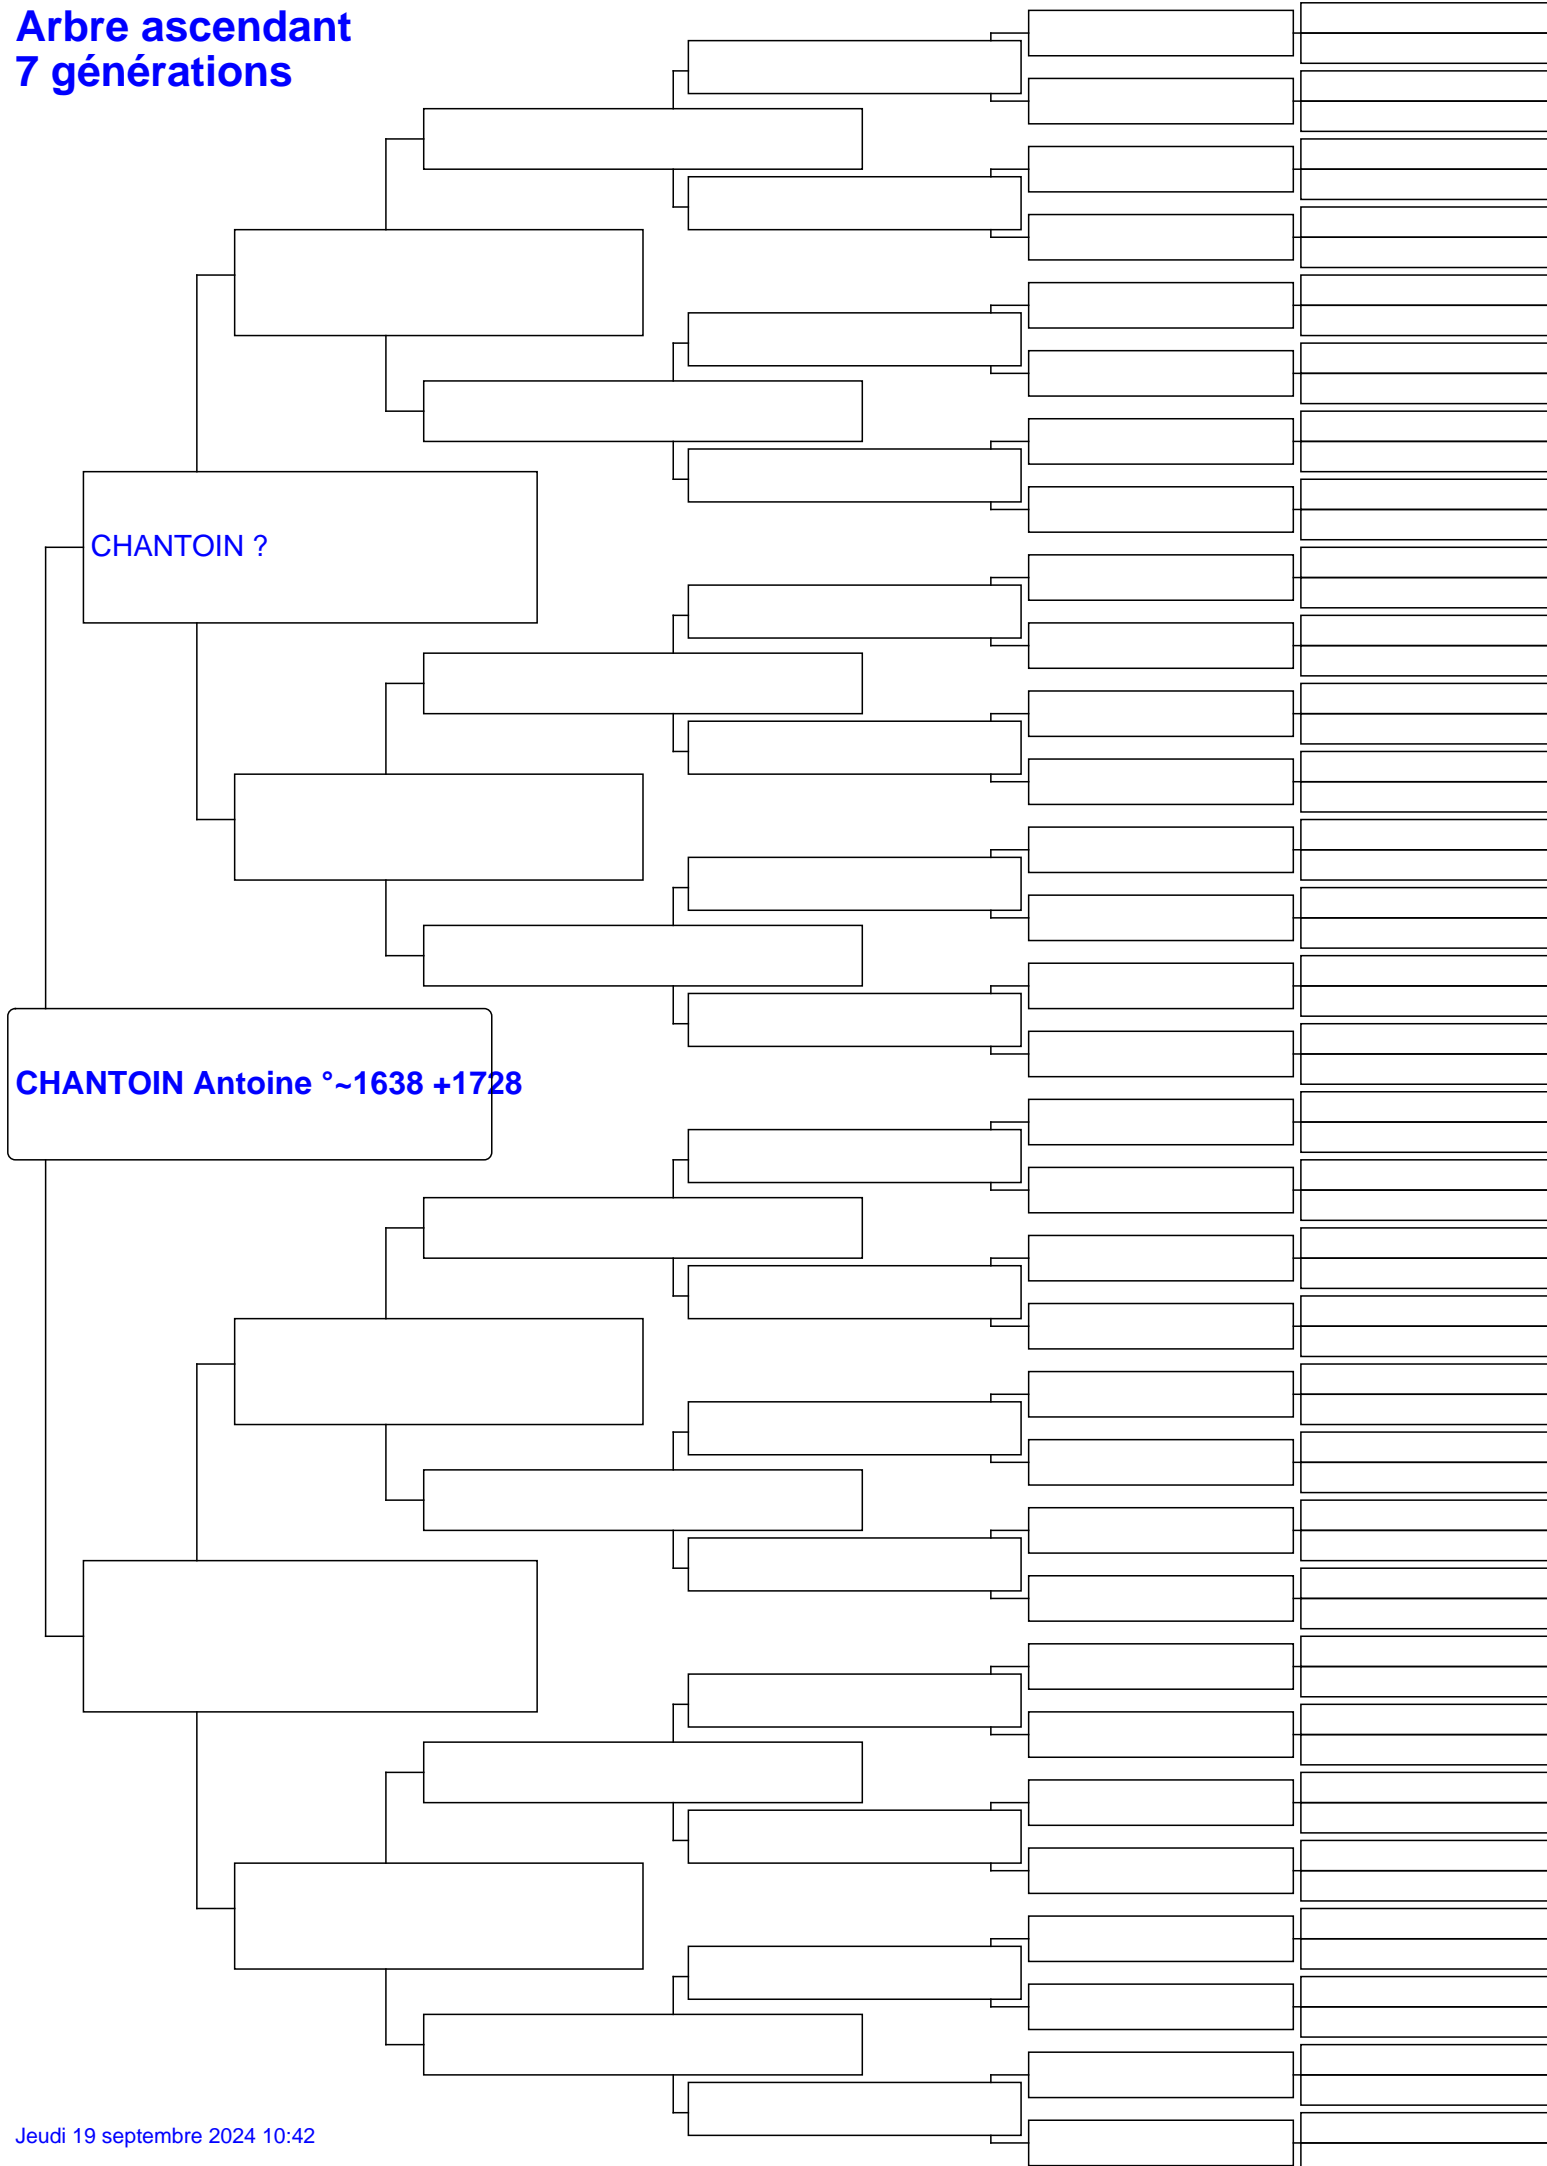 Arbre ascendant
7 générations
CHANTOIN ?
CHANTOIN Antoine °~1638 +1728
Jeudi 19 septembre 2024 10:42